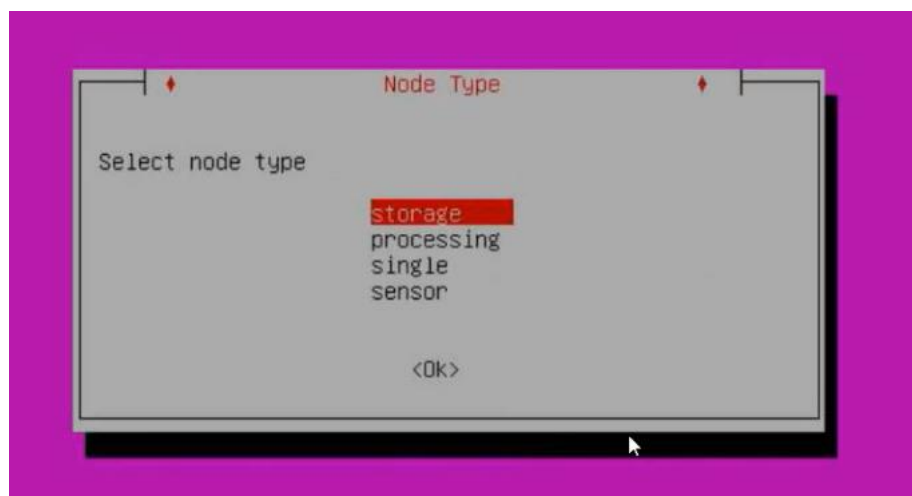 Node Type
Select node type
storage
processing
single
sensor
<Ok>